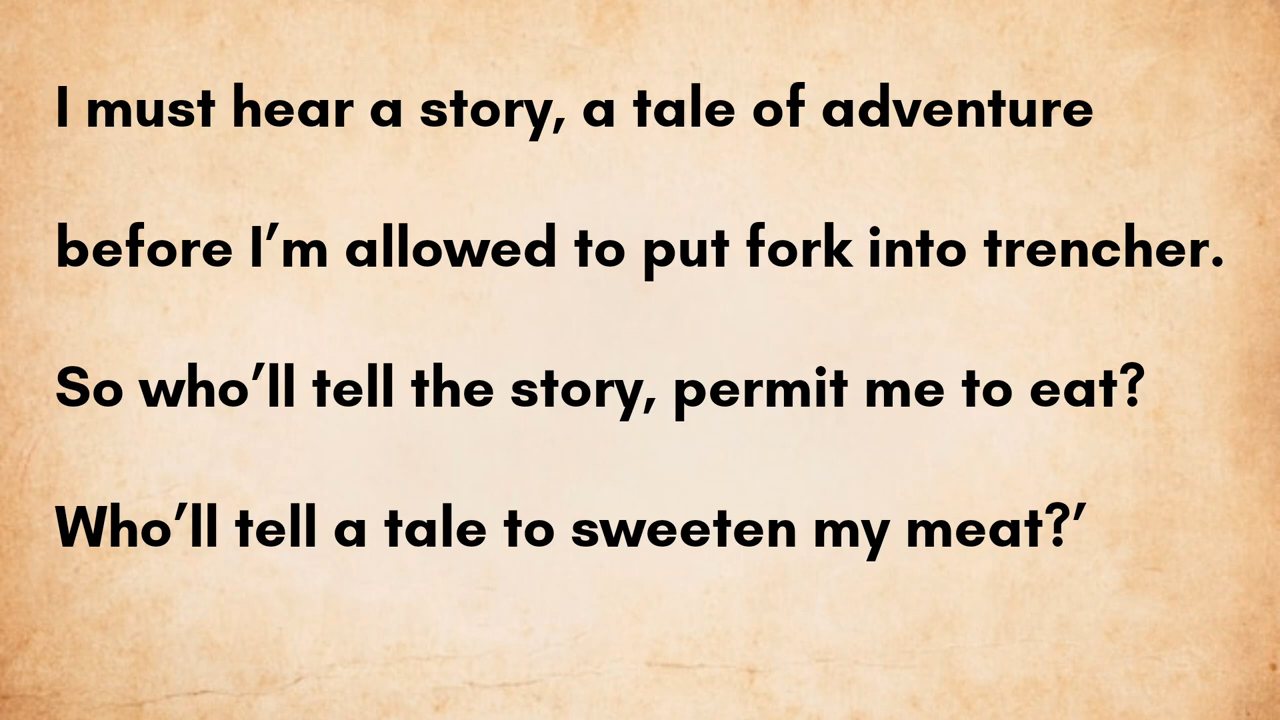 I must hear a story, a tale of adventure
before I’m allowed to put fork into trencher.
So who’ll tell the story, permit me to eat?
Who’ll tell a tale to sweeten my meat?’